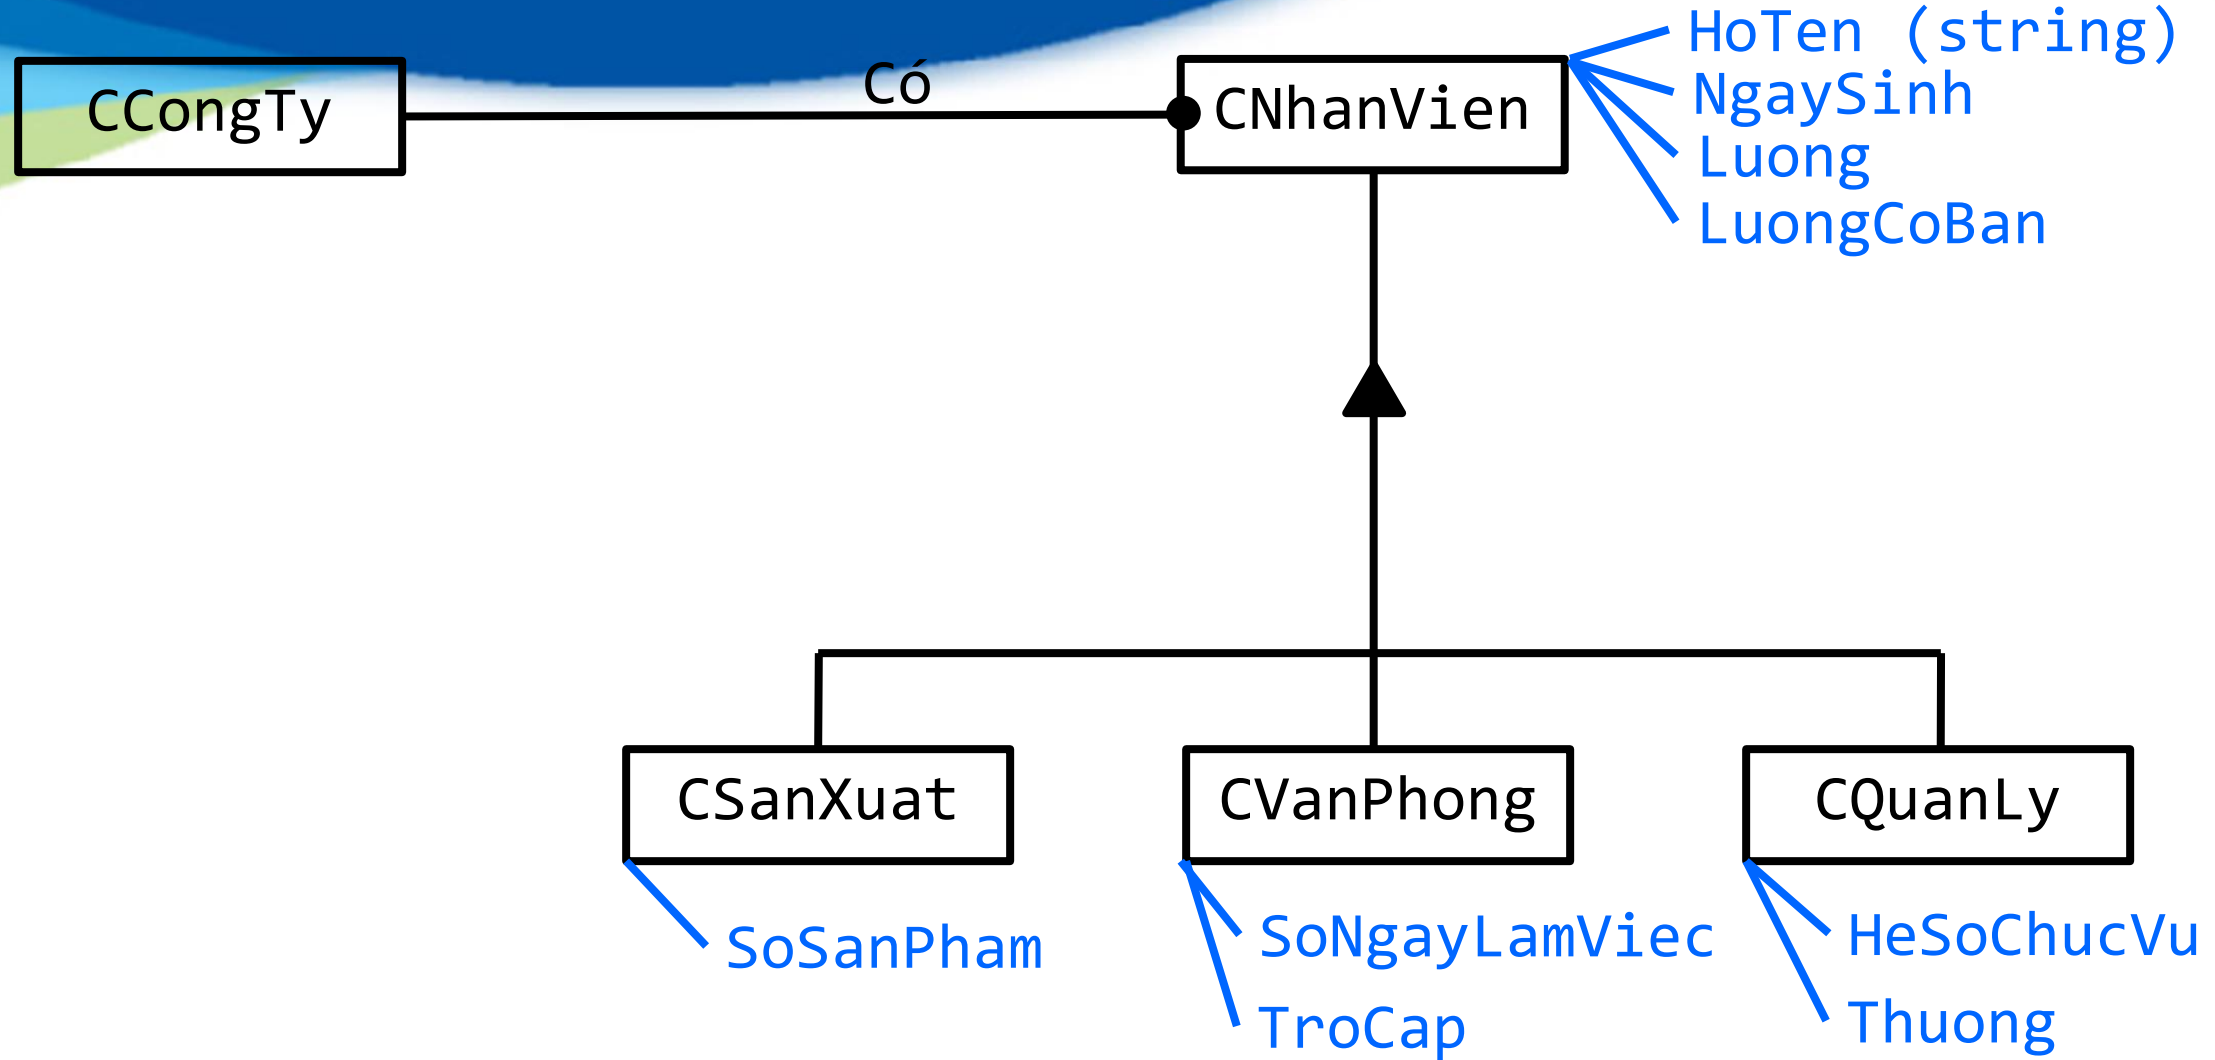 CCongTy
Có
CNhanVien
HoTen (string)
NgaySinh
Luong
LuongCoBan
CSanXuat
CVanPhong
CQuanLy
SoSanPham
SoNgayLamViec
TroCap
HeSoChucVu
Thuong